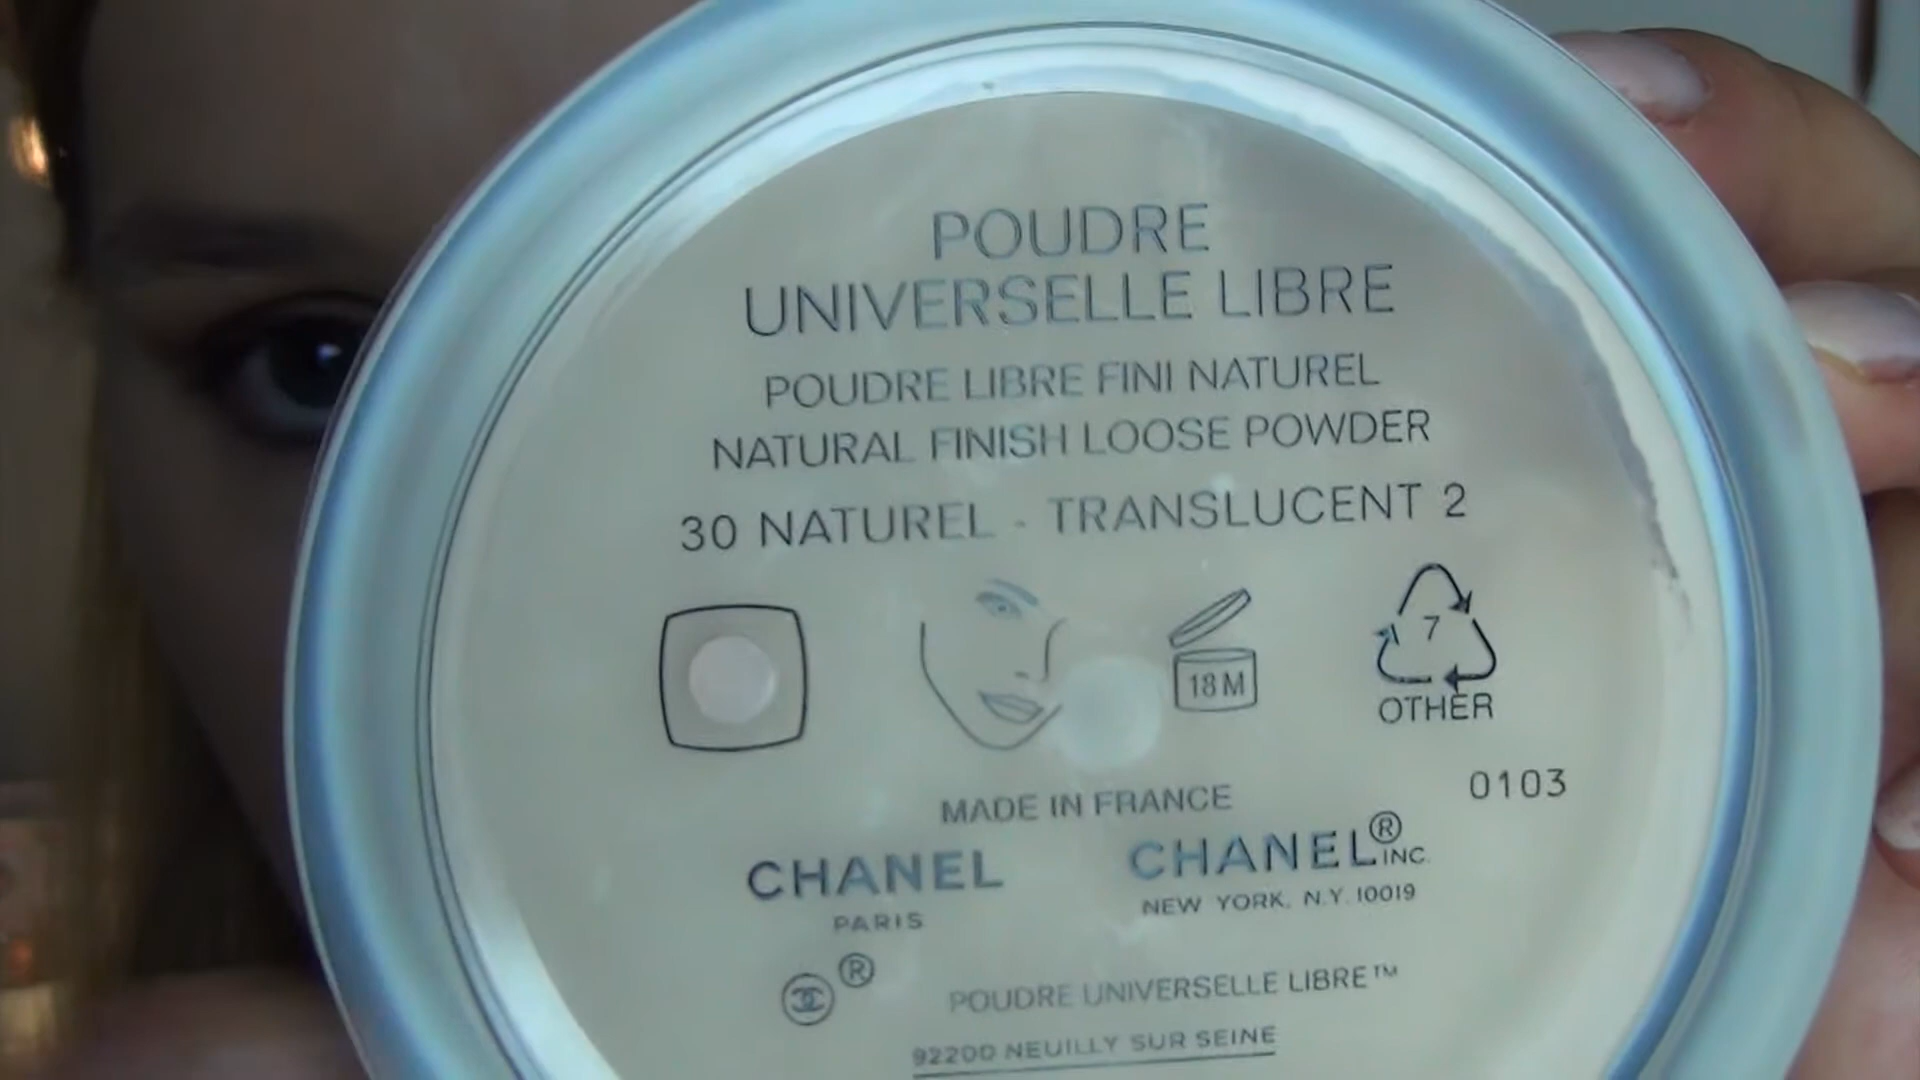 POUDRE
UNIVERSELLE LIBRE
POUDRE LIBRE FINI NATUREL
NATURAL FINISH LOOSE POWDER
30 NATUREL - TRANSLUCENT 2
18 M
7
OTHER
0103
MADE IN FRANCE
CHANEL
PARIS
CHANEL® INC.
NEW YORK, N.Y. 10019
®
POUDRE UNIVERSELLE LIBRE™
92200 NEUILLY SUR SEINE